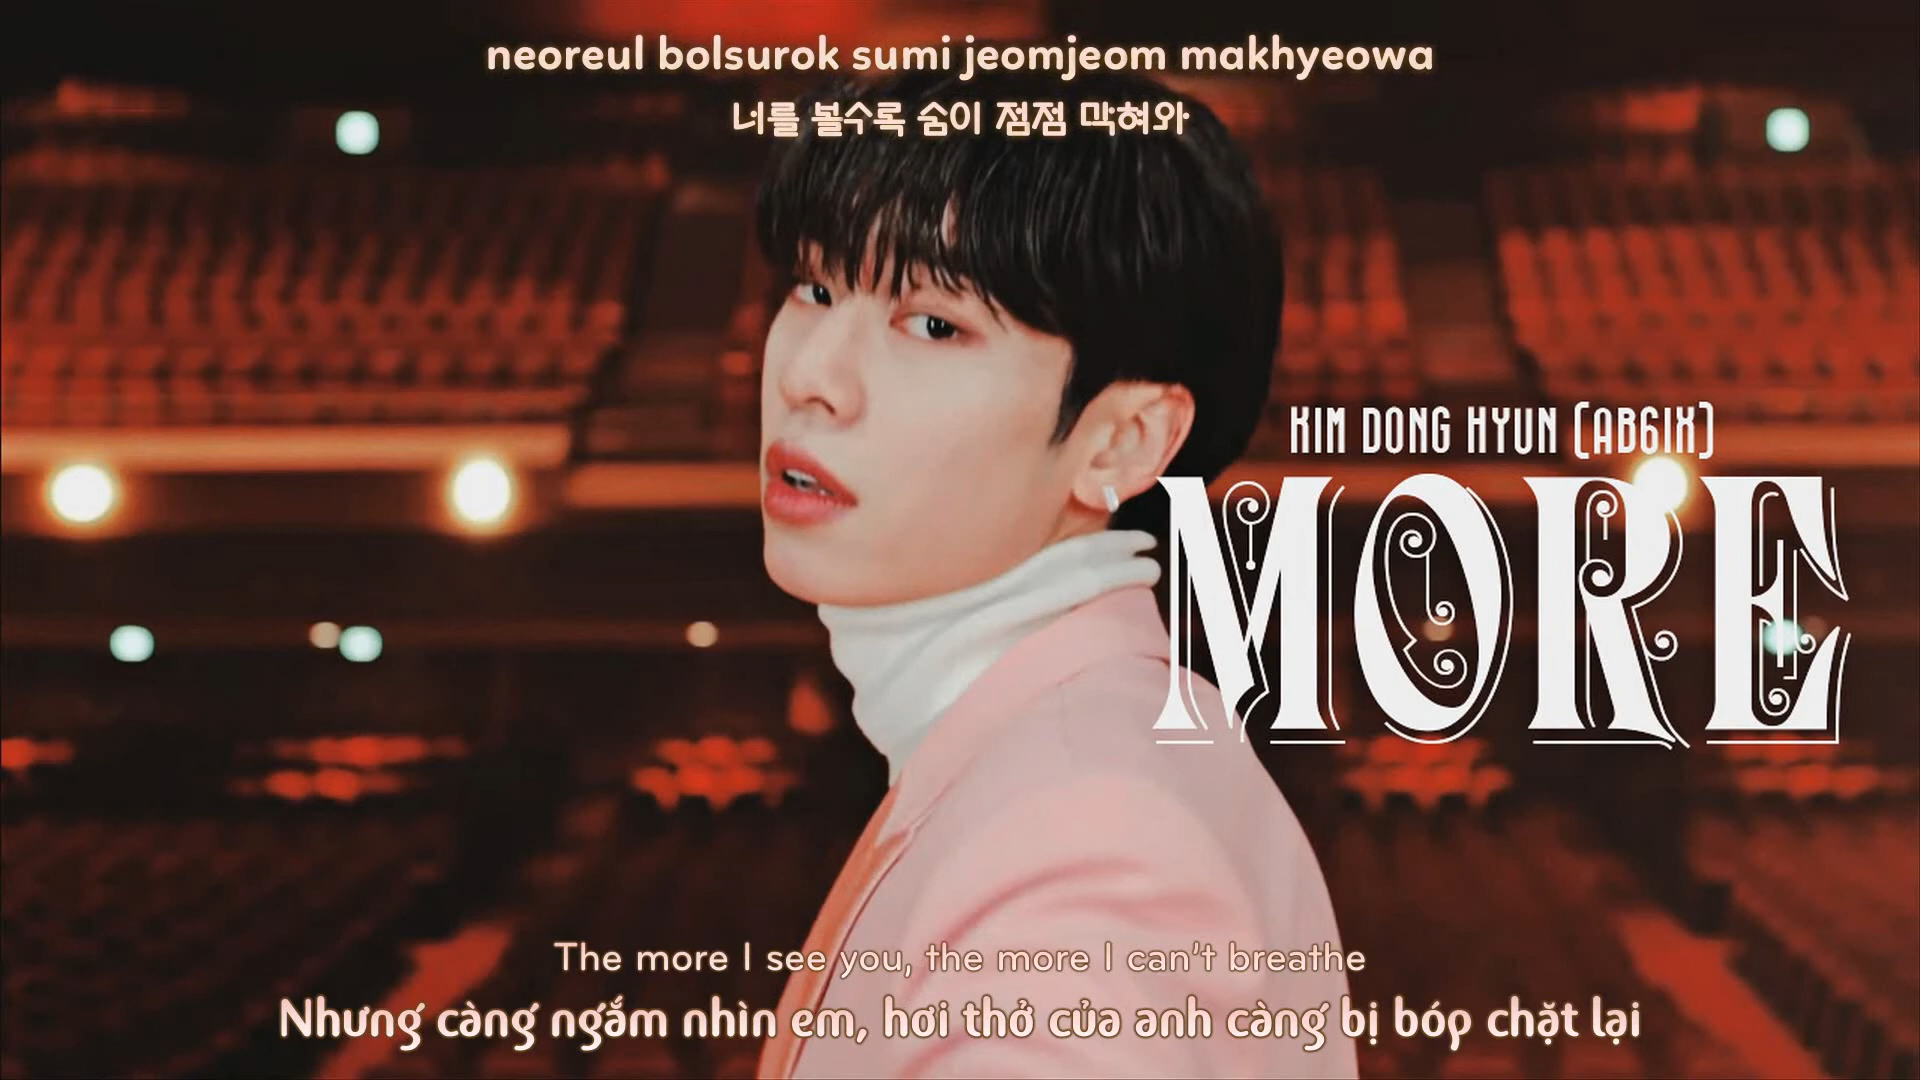 neoreul bolsurok sumi jeomjeom makhyeowa
너를 볼수록 숨이 점점 막혀와
KIM DONG HYUN (AB6IX)
MORE
The more I see you, the more I can't breathe
Nhưng càng ngắm nhìn em, hơi thở của anh càng bị bóp chặt lại